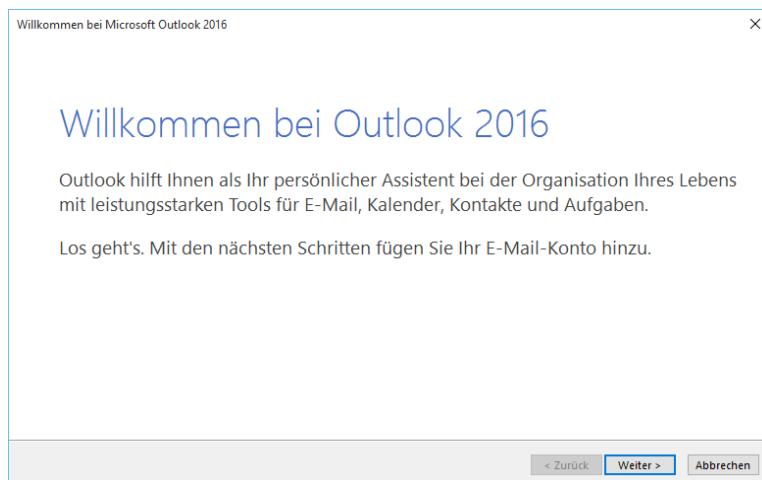 Willkommen bei Microsoft Outlook 2016
Willkommen bei Outlook 2016
Outlook hilft Ihnen als Ihr persönlicher Assistent bei der Organisation Ihres Lebens
mit leistungsstarken Tools für E-Mail, Kalender, Kontakte und Aufgaben.
Los geht's. Mit den nächsten Schritten fügen Sie Ihr E-Mail-Konto hinzu.
< Zurück Weiter > Abbrechen